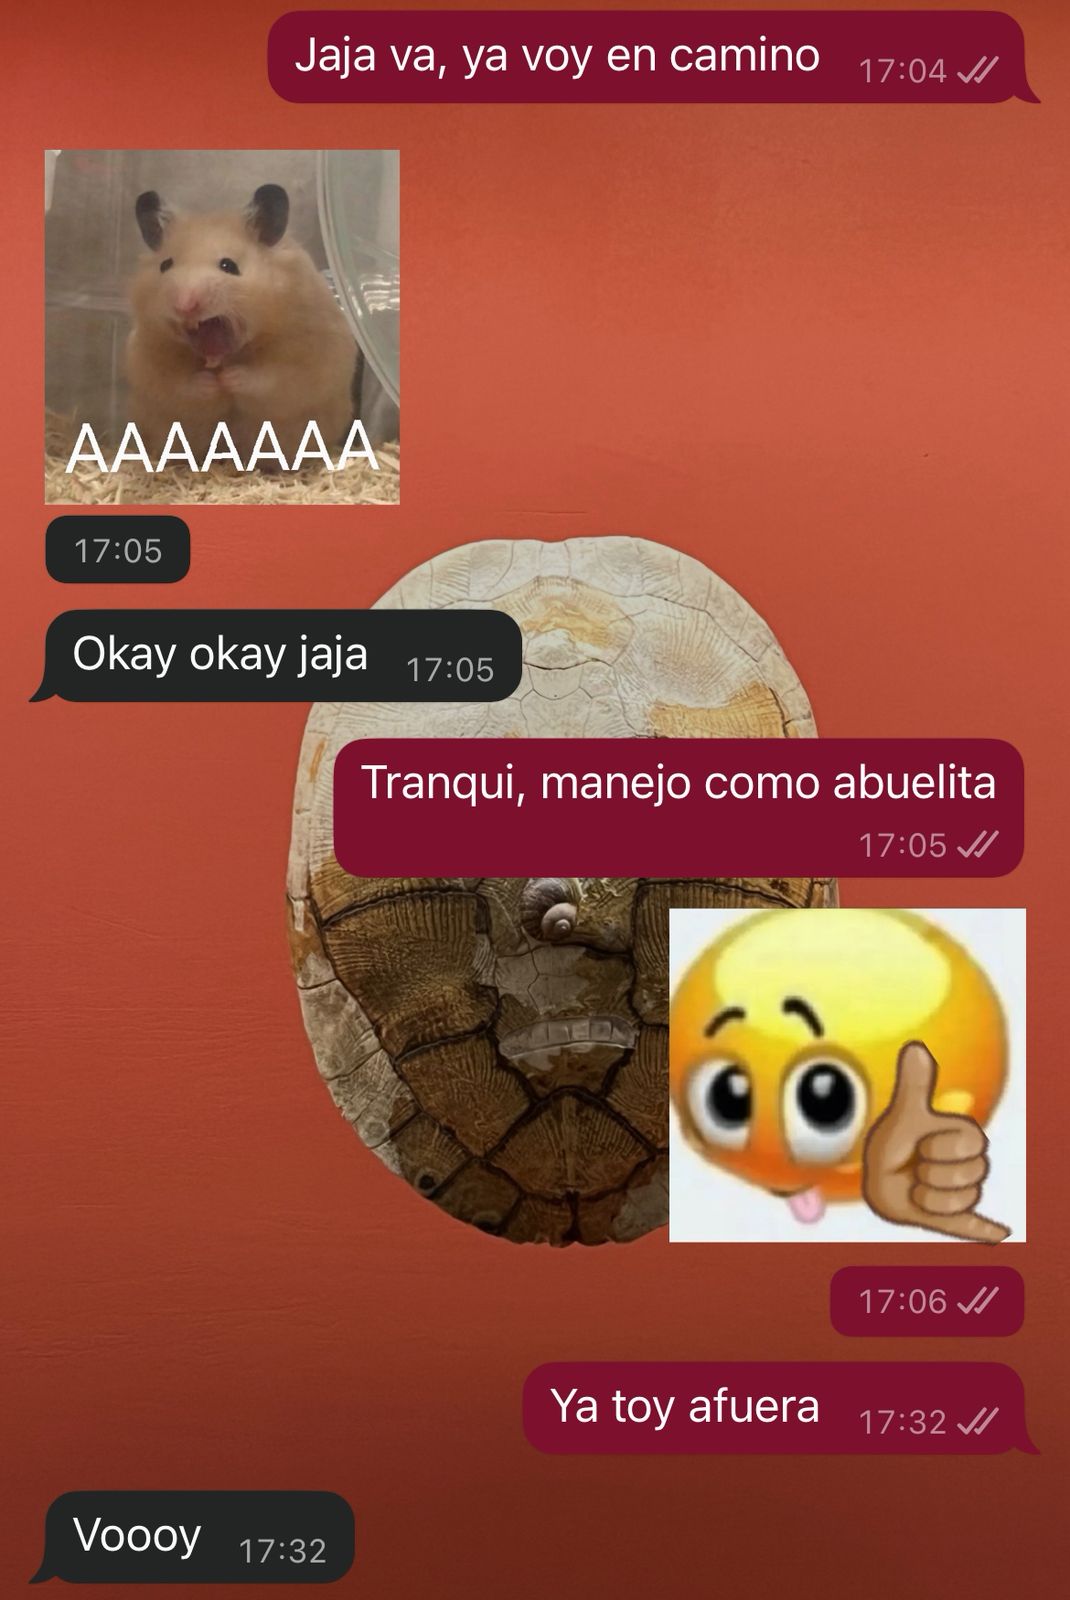 Jaja va, ya voy en camino 17:04
AAAAAAA
17:05
Okay okay jaja 17:05
Tranqui, manejo como abuelita
17:05
17:06
Ya toy afuera 17:32
Voooy 17:32